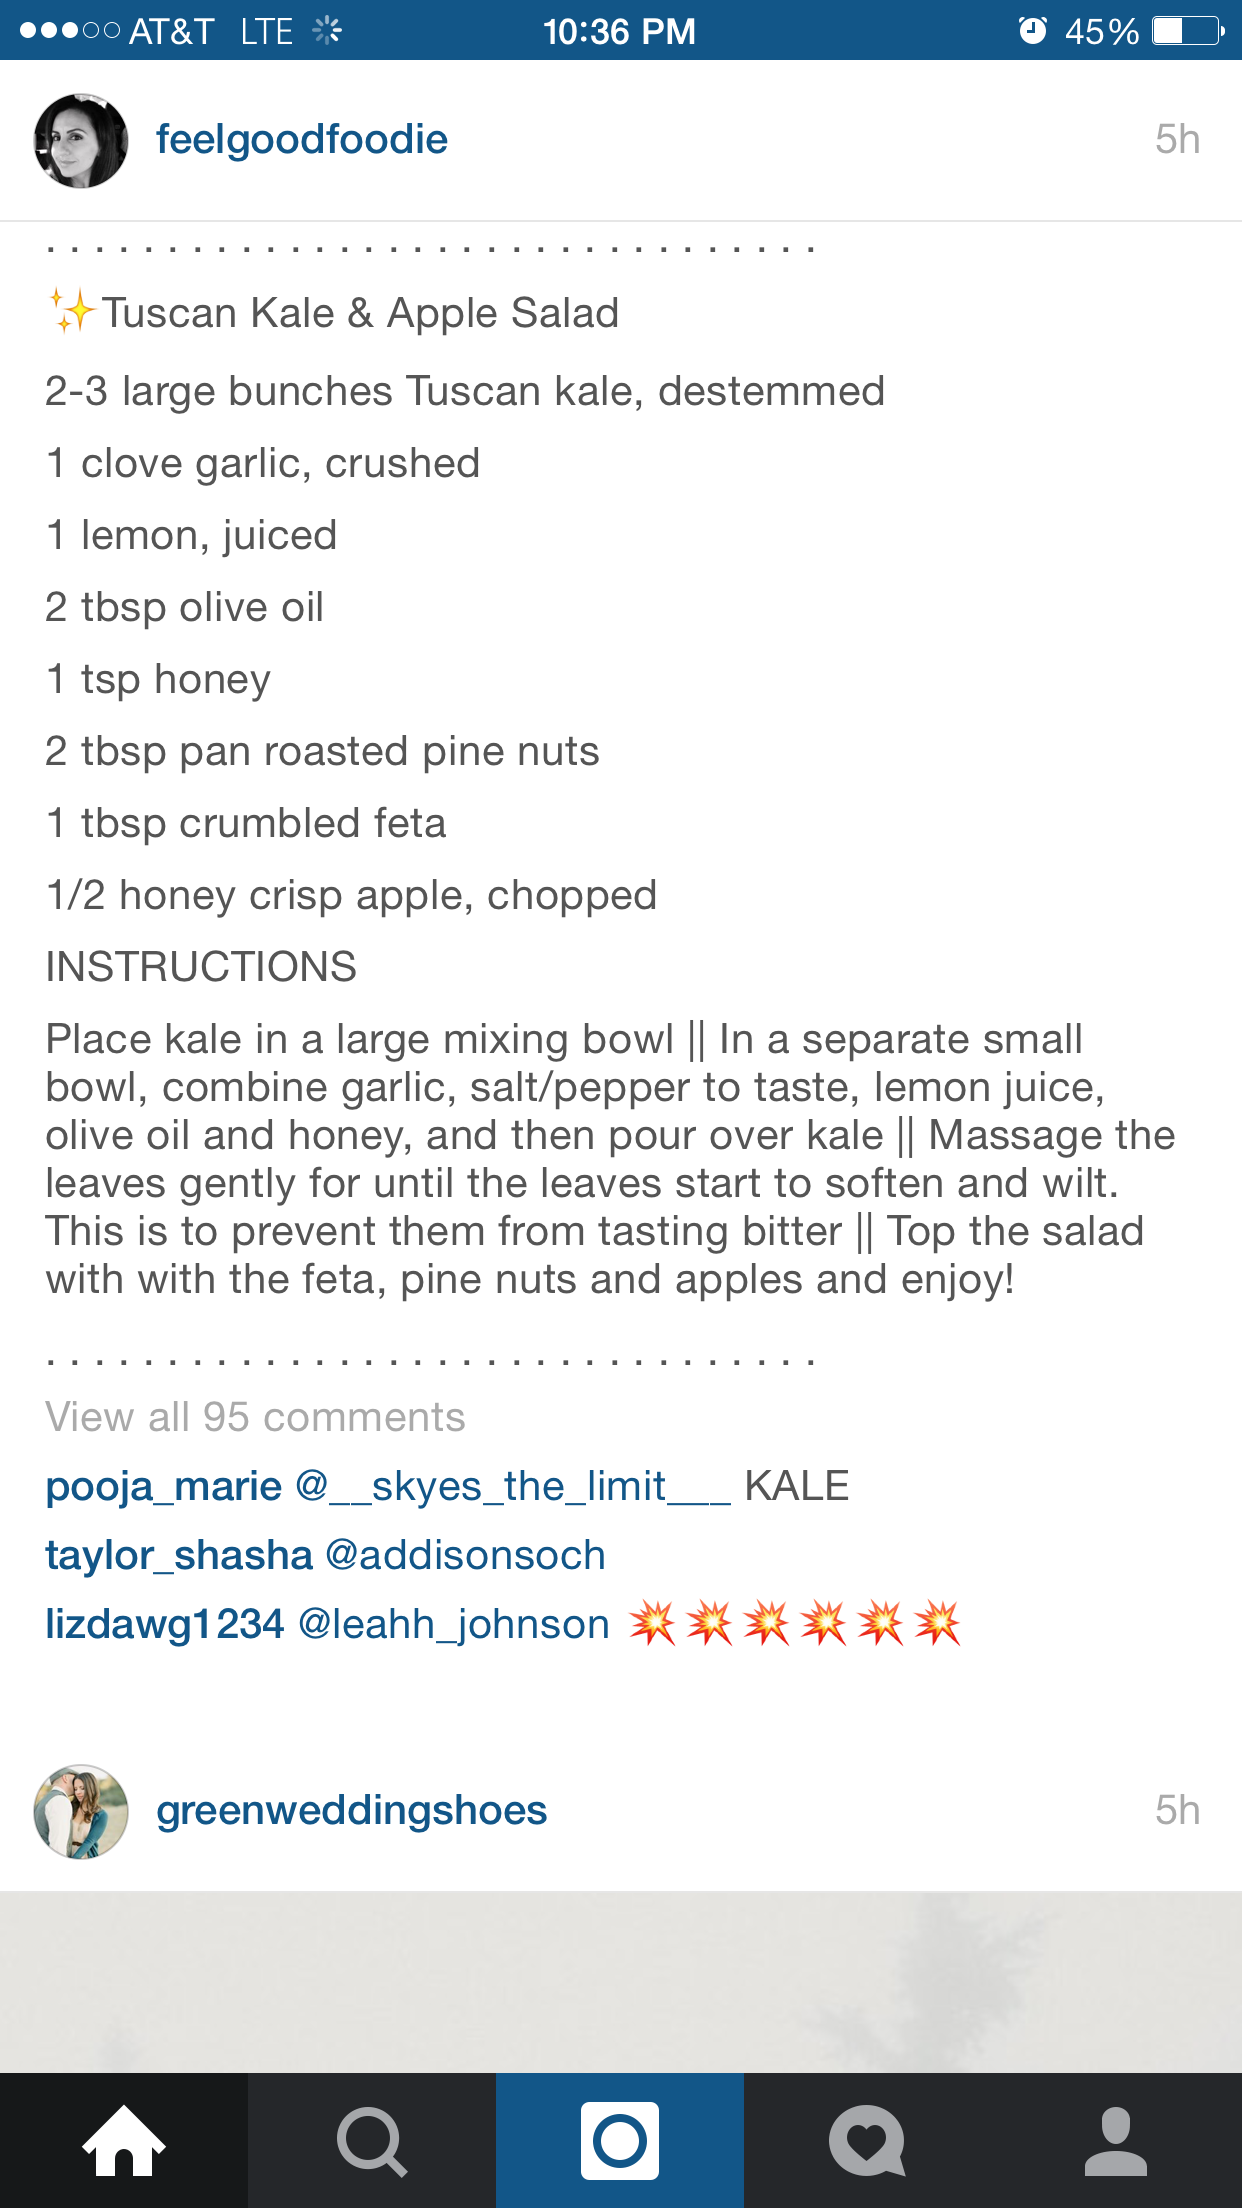 AT&T LTE 10:36 PM 45%
feelgoodfoodie 5h
. . . . . . . . . . . . . . . . . . . . . . . . . . . . . . . .
✨Tuscan Kale & Apple Salad
2-3 large bunches Tuscan kale, destemmed
1 clove garlic, crushed
1 lemon, juiced
2 tbsp olive oil
1 tsp honey
2 tbsp pan roasted pine nuts
1 tbsp crumbled feta
1/2 honey crisp apple, chopped
INSTRUCTIONS
Place kale in a large mixing bowl || In a separate small
bowl, combine garlic, salt/pepper to taste, lemon juice,
olive oil and honey, and then pour over kale || Massage the
leaves gently for until the leaves start to soften and wilt.
This is to prevent them from tasting bitter || Top the salad
with with the feta, pine nuts and apples and enjoy!
. . . . . . . . . . . . . . . . . . . . . . . . . . . . . . . .
View all 95 comments
pooja_marie @__skyes_the_limit___ KALE
taylor_shasha @addisonsoch
lizdawg1234 @leahh_johnson 💥💥💥💥💥💥
greenweddingshoes 5h